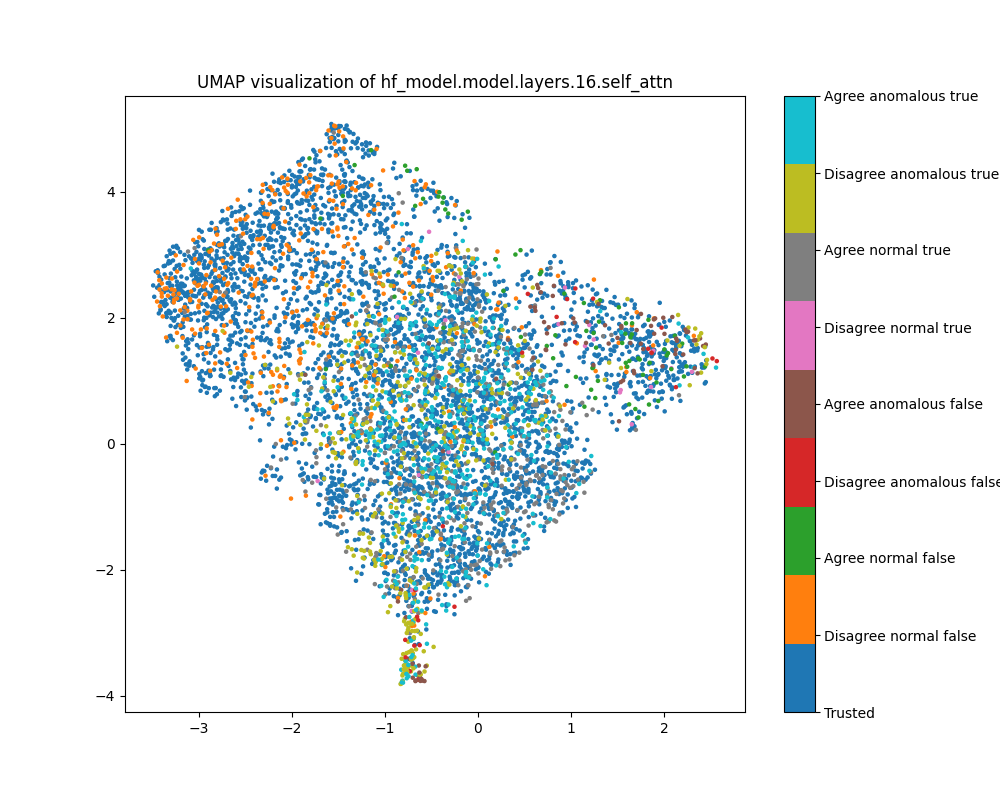 UMAP visualization of hf_model.model.layers.16.self_attn
4
2
0
−2
−4
−3
−2
−1
0
1
2
Agree anomalous true
Disagree anomalous true
Agree normal true
Disagree normal true
Agree anomalous false
Disagree anomalous false
Agree normal false
Disagree normal false
Trusted